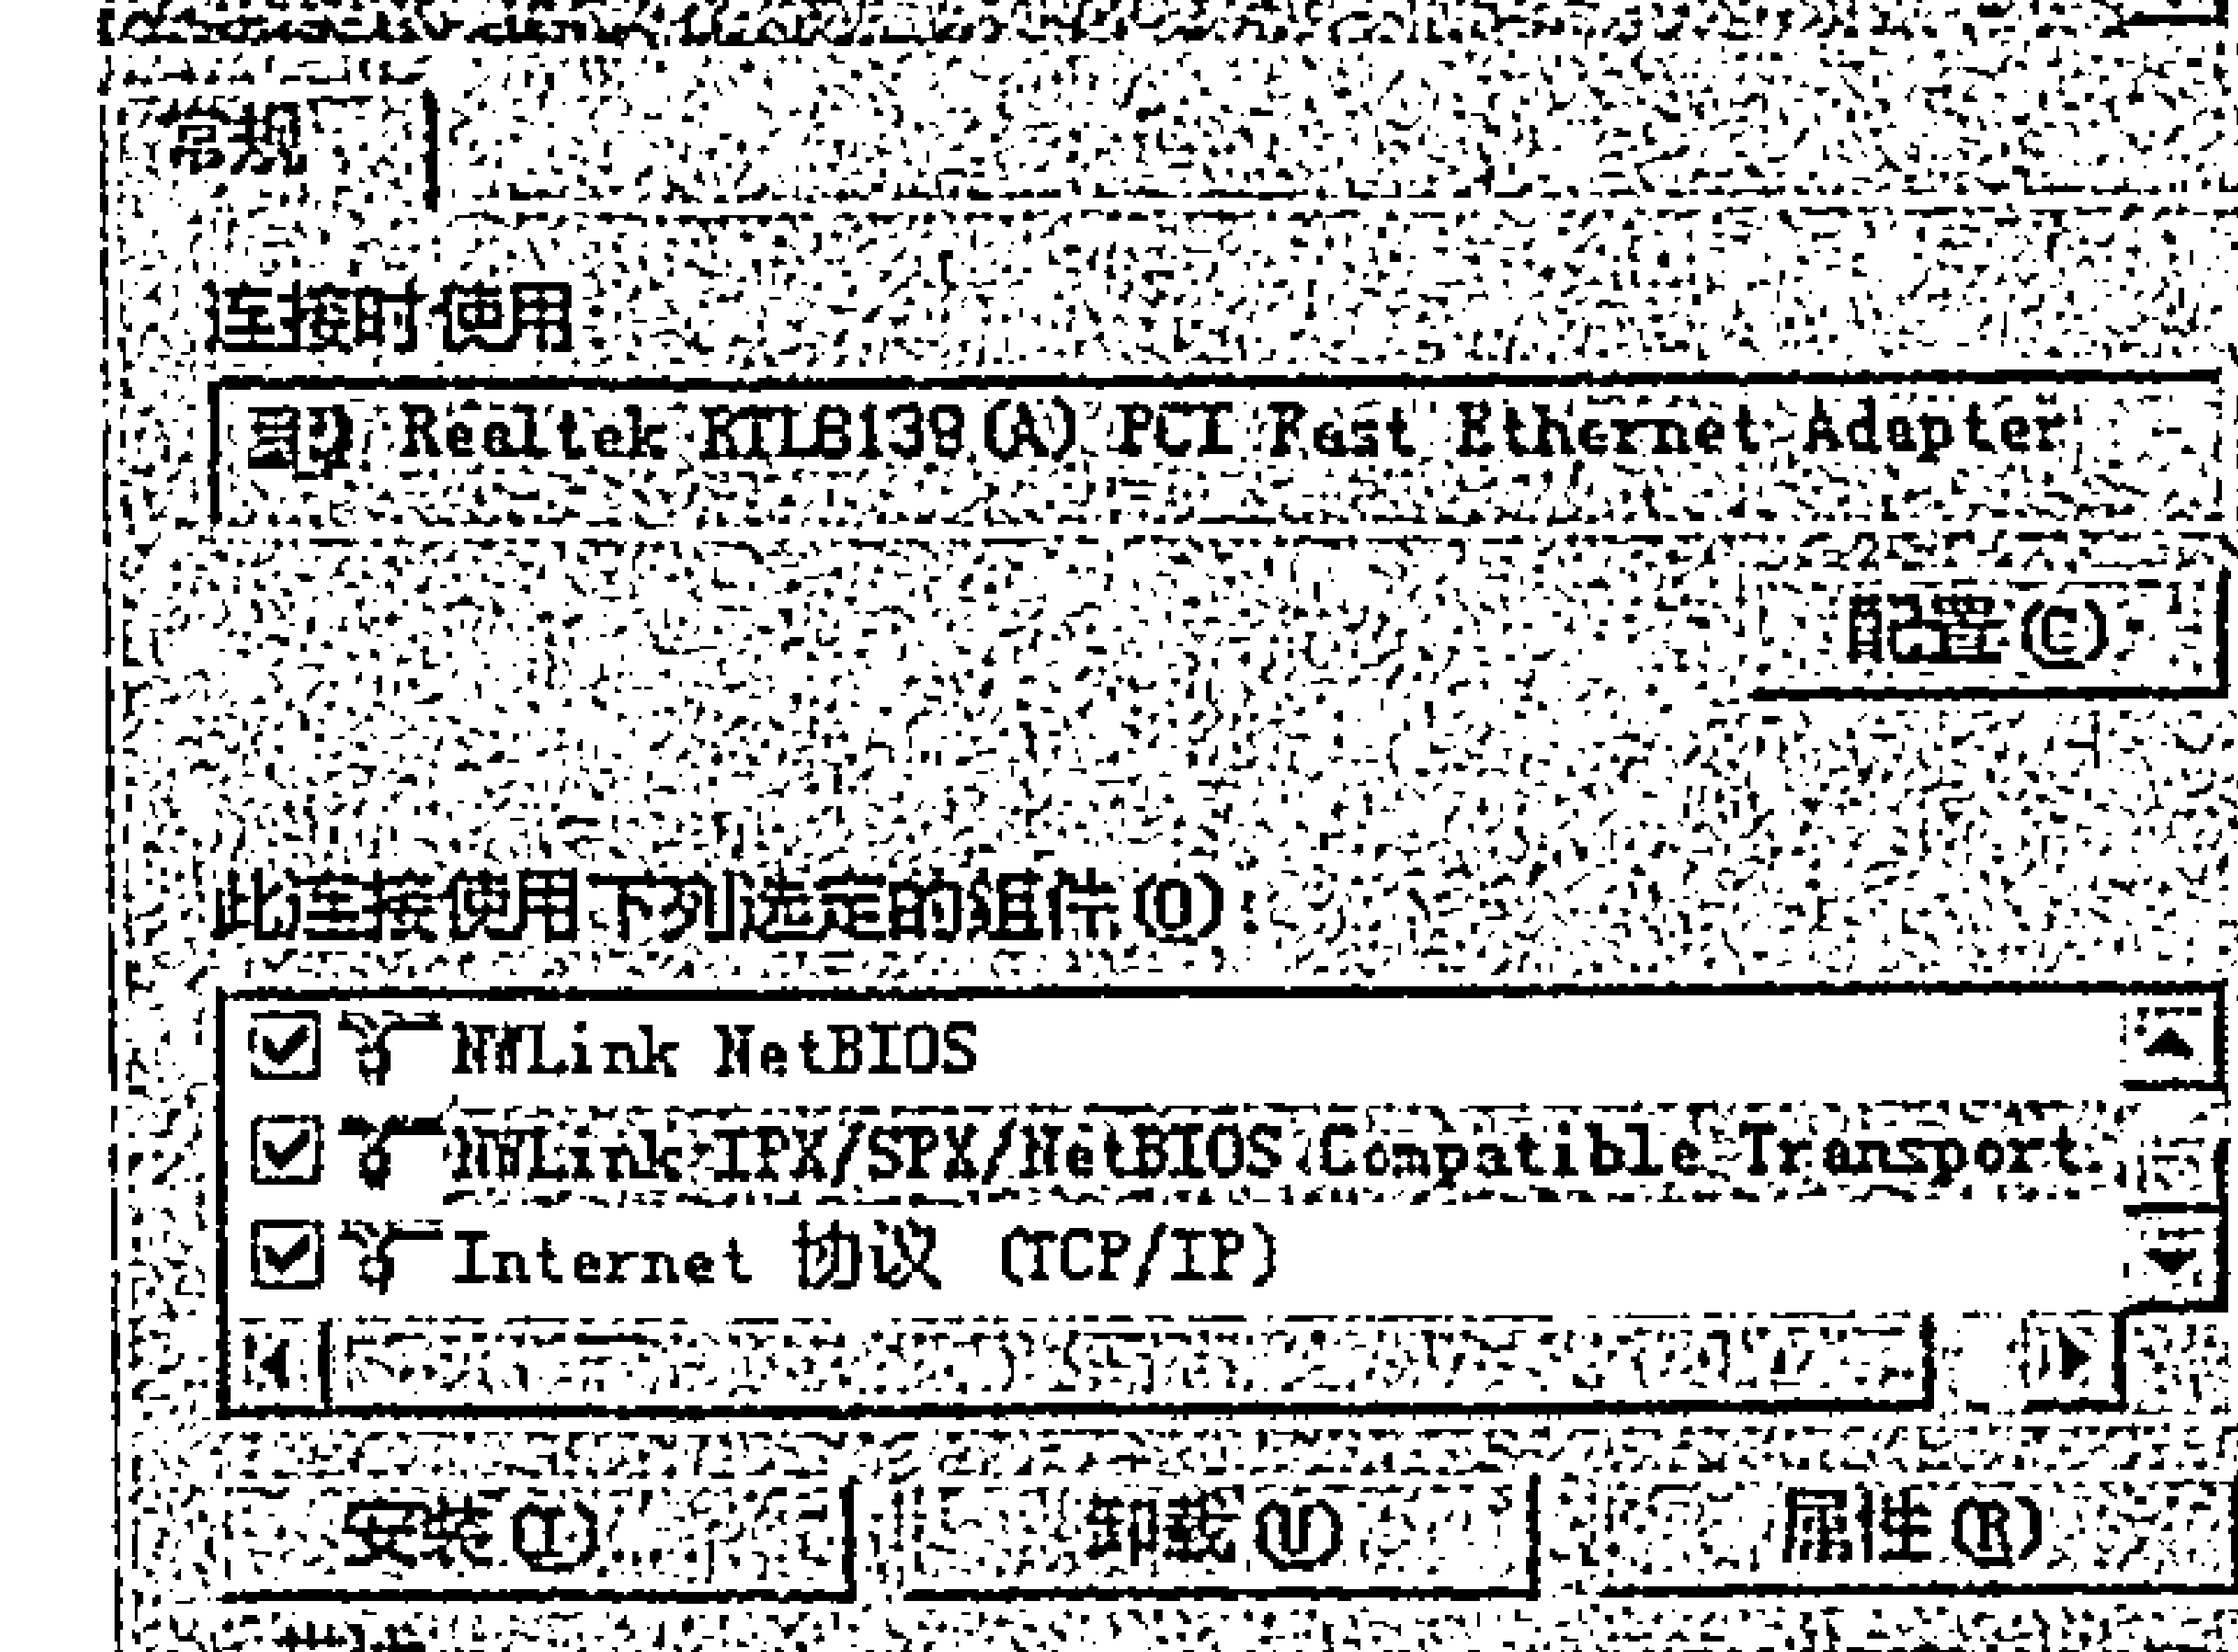 常规
连接时使用
Realtek RTL8139(A) PCI Fast Ethernet Adapter
配置(C)
此连接使用下列选定的组件(O):
NWLink NetBIOS
NWLink IPX/SPX/NetBIOS Compatible Transport
Internet 协议 (TCP/IP)
安装(I) 卸载(U) 属性(R)